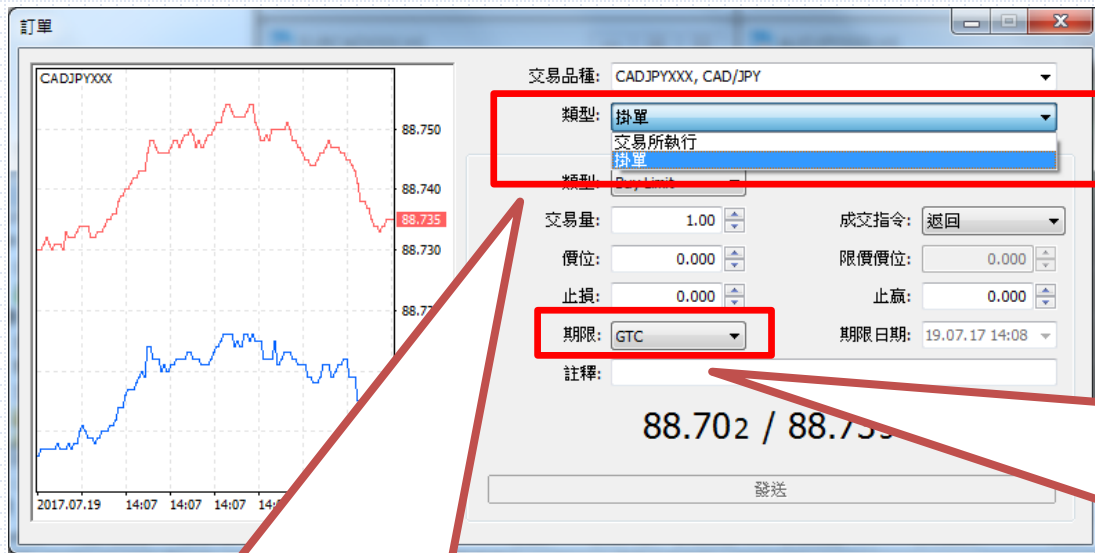 訂單
CADJPYXXX
88.750
88.740
88.735
88.730
2017.07.19 14:07 14:07 14:07
交易品種: CADJPYXXX, CAD/JPY
類型: 掛單
交易所執行
掛單
類型: Buy Limit
交易量: 1.00 成交指令: 返回
價位: 0.000 限價價位: 0.000
止損: 0.000 止贏: 0.000
期限: GTC 期限日期: 19.07.17 14:08
註釋:
88.702 /
發送